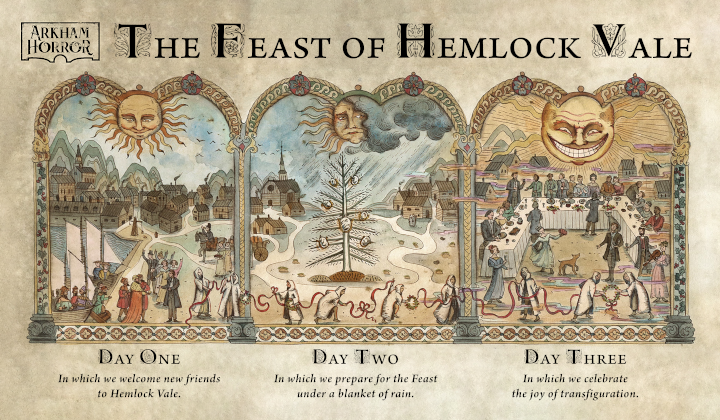 ARKHAM
HORROR
THE FEAST OF HEMLOCK VALE
DAY ONE
In which we welcome new friends
to Hemlock Vale.
DAY TWO
In which we prepare for the Feast
under a blanket of rain.
DAY THREE
In which we celebrate
the joy of transfiguration.